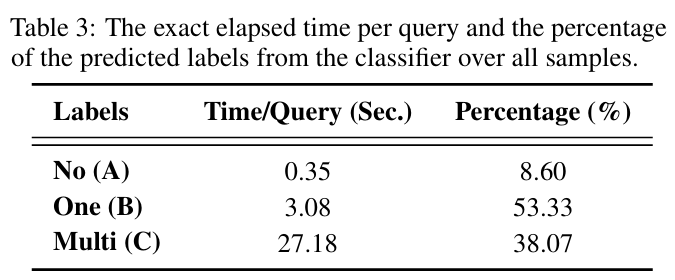 Table 3: The exact elapsed time per query and the percentage
of the predicted labels from the classifier over all samples.
Labels Time/Query (Sec.) Percentage (%)
No (A) 0.35 8.60
One (B) 3.08 53.33
Multi (C) 27.18 38.07